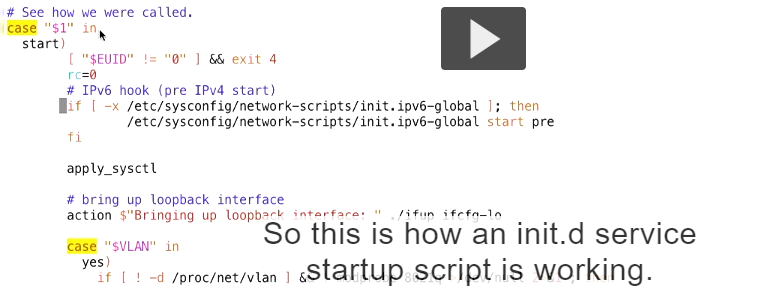 # See how we were called.
case "$1" in
start)
[ "$EUID" != "0" ] && exit 4
rc=0
# IPv6 hook (pre IPv4 start)
if [ -x /etc/sysconfig/network-scripts/init.ipv6-global ]; then
/etc/sysconfig/network-scripts/init.ipv6-global start pre
fi
apply_sysctl
# bring up loopback interface
action $"Bringing up loopback interface: " ./ifup ifcfg-lo
case "$VLAN" in
yes)
if [ ! -d /proc/net/vlan ]
So this is how an init.d service
startup script is working.